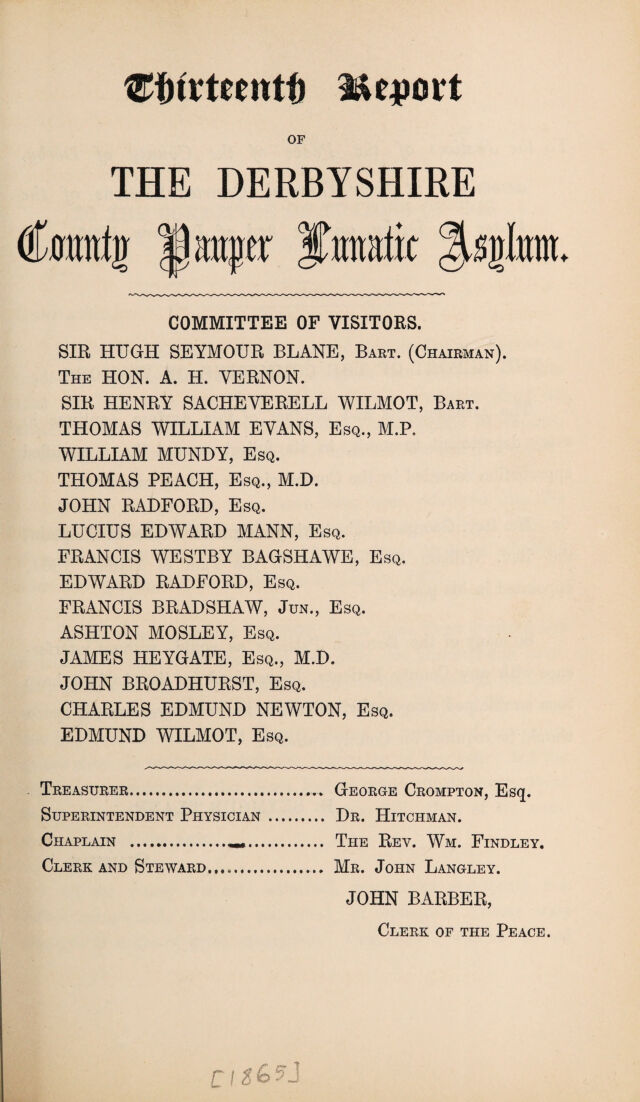 Thirteenth Report
OF
THE DERBYSHIRE
County Pauper Lunatic Asylum.
COMMITTEE OF VISITORS.
SIR HUGH SEYMOUR BLANE, BART. (CHAIRMAN).
THE HON. A. H. VERNON.
SIR HENRY SACHEVERELL WILMOT, BART.
THOMAS WILLIAM EVANS, ESQ., M.P.
WILLIAM MUNDY, ESQ.
THOMAS PEACH, ESQ., M.D.
JOHN RADFORD, ESQ.
LUCIUS EDWARD MANN, ESQ.
FRANCIS WESTBY BAGSHAWE, ESQ.
EDWARD RADFORD, ESQ.
FRANCIS BRADSHAW, JUN., ESQ.
ASHTON MOSLEY, ESQ.
JAMES HEYGATE, ESQ., M.D.
JOHN BROADHURST, ESQ.
CHARLES EDMUND NEWTON, ESQ.
EDMUND WILMOT, ESQ.
TREASURER.............................. GEORGE CROMPTON, Esq.
SUPERINTENDENT PHYSICIAN ......... DR. HITCHMAN.
CHAPLAIN .............................. THE REV. WM. FINDLEY.
CLERK AND STEWARD................... MR. JOHN LANGLEY.
JOHN BARBER,
CLERK OF THE PEACE.
[1865]